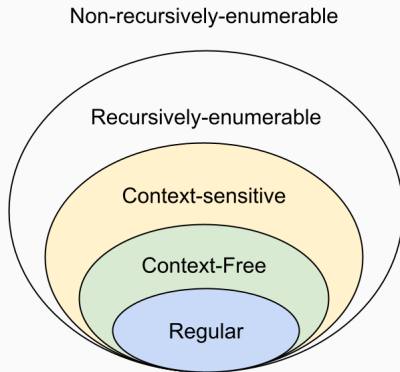 Non-recursively-enumerable
Recursively-enumerable
Context-sensitive
Context-Free
Regular